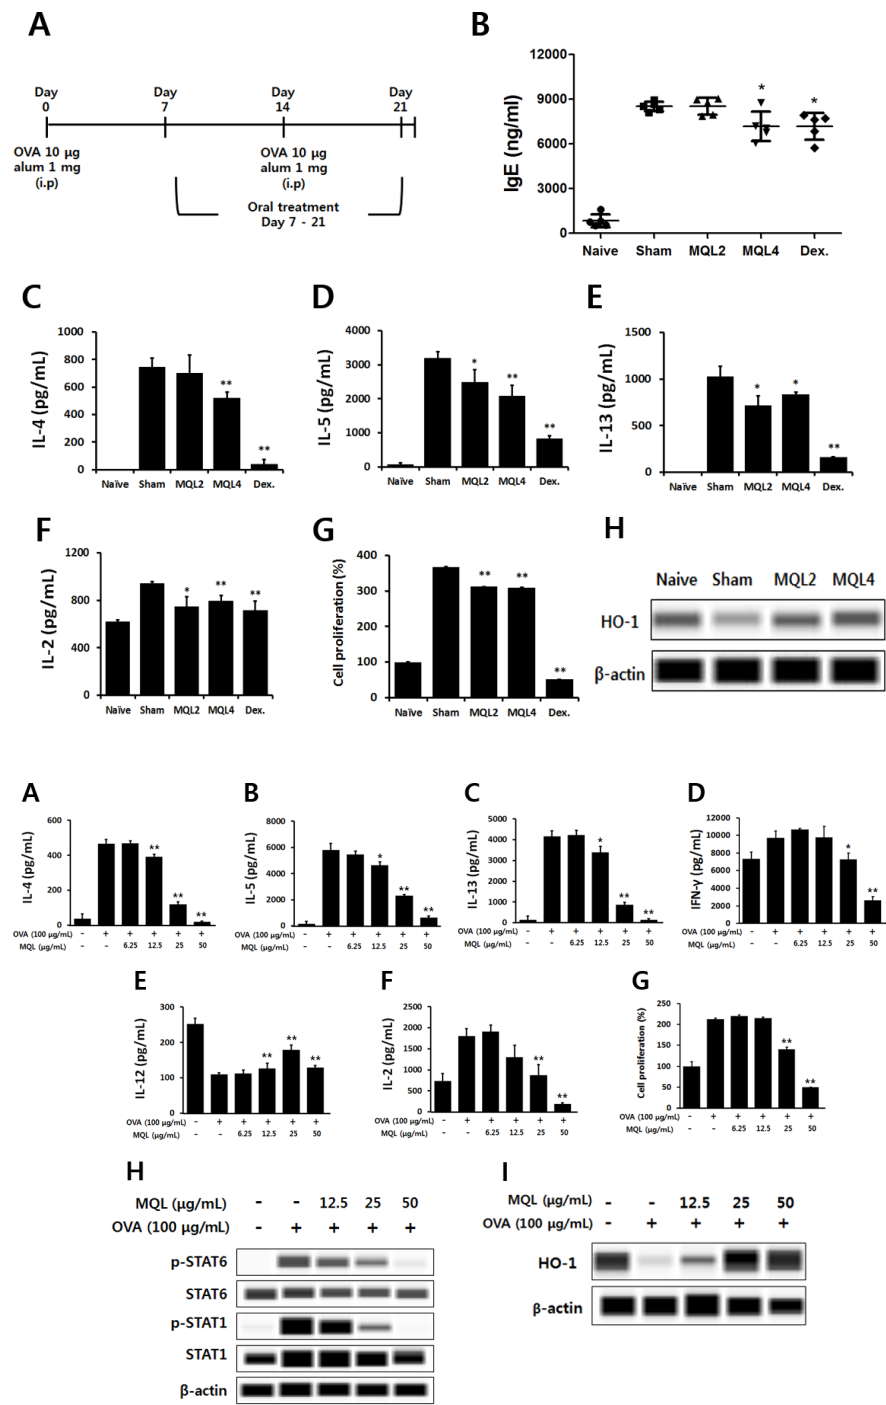 A
Day 0
Day 7
Day 14
Day 21
OVA 10 μg
alum 1 mg
(i.p)
OVA 10 μg
alum 1 mg
(i.p)
Oral treatment
Day 7 - 21
B
IgE (ng/ml)
12000
9000
6000
3000
0
* *
Naive Sham MQL2 MQL4 Dex.
C
IL-4 (pg/mL)
1000
800
600
400
200
0
** **
Naïve Sham MQL2 MQL4 Dex.
D
IL-5 (pg/mL)
4000
3000
2000
1000
0
* ** **
Naïve Sham MQL2 MQL4 Dex.
E
IL-13 (pg/mL)
1500
1000
500
0
* * **
Naïve Sham MQL2 MQL4 Dex.
F
IL-2 (pg/mL)
1200
800
400
0
* ** **
Naïve Sham MQL2 MQL4 Dex.
G
Cell proliferation (%)
400
300
200
100
0
** ** **
Naïve Sham MQL2 MQL4 Dex.
H
Naive Sham MQL2 MQL4
HO-1
β-actin
A
IL-4 (pg/mL)
600
400
200
0
** ** **
OVA (100 μg/mL) - + + + + +
MQL (μg/mL) - - 6.25 12.5 25 50
B
IL-5 (pg/mL)
8000
6000
4000
2000
0
* ** **
OVA (100 μg/mL) - + + + + +
MQL (μg/mL) - - 6.25 12.5 25 50
C
IL-13 (pg/mL)
5000
4000
3000
2000
1000
0
* ** **
OVA (100 μg/mL) - + + + + +
MQL (μg/mL) - - 6.25 12.5 25 50
D
IFN-γ (pg/mL)
12000
10000
8000
6000
4000
2000
0
* **
OVA (100 μg/mL) - + + + + +
MQL (μg/mL) - - 6.25 12.5 25 50
E
IL-12 (pg/mL)
300
200
100
0
** ** **
OVA (100 μg/mL) - + + + + +
MQL (μg/mL) - - 6.25 12.5 25 50
F
IL-2 (pg/mL)
2500
2000
1500
1000
500
0
** **
OVA (100 μg/mL) - + + + + +
MQL (μg/mL) - - 6.25 12.5 25 50
G
Cell proliferation (%)
250
200
150
100
50
0
** **
OVA (100 μg/mL) - + + + + +
MQL (μg/mL) - - 6.25 12.5 25 50
H
MQL (μg/mL) - - 12.5 25 50
OVA (100 μg/mL) - + + + +
p-STAT6
STAT6
p-STAT1
STAT1
β-actin
I
MQL (μg/mL) - - 12.5 25 50
OVA (100 μg/mL) - + + + +
HO-1
β-actin